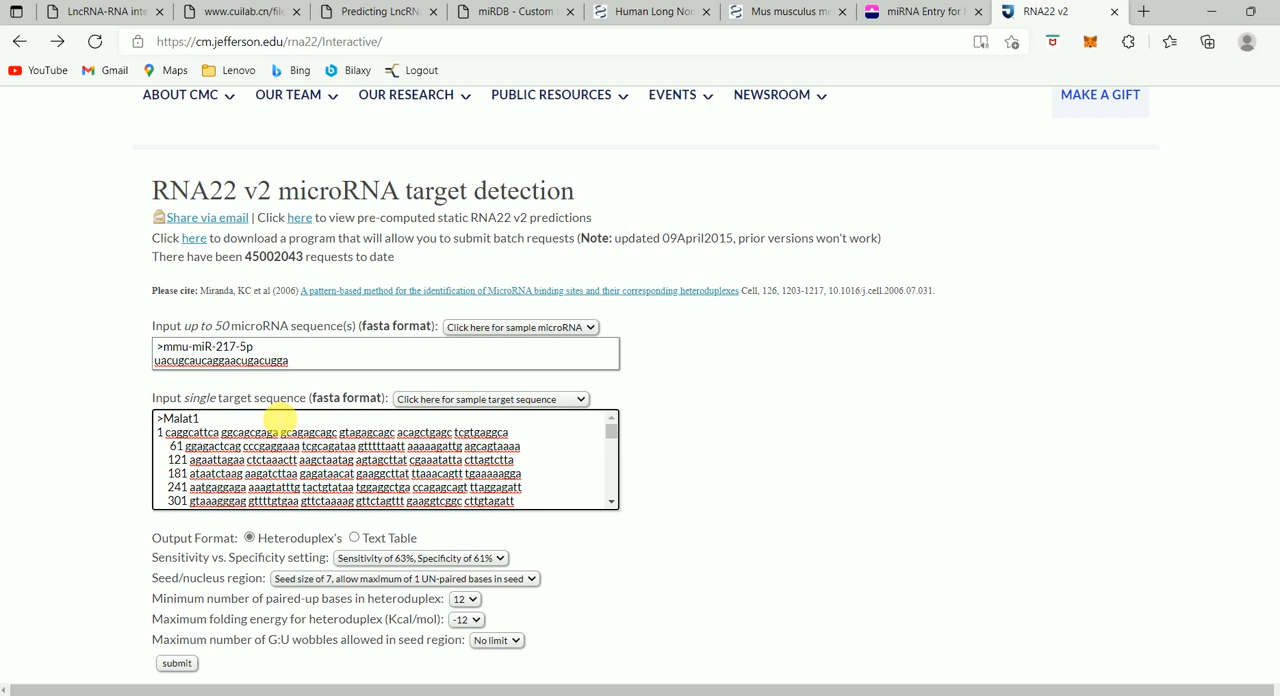 LncRNA-RNA inte
www.cuilab.cn/file
Predicting LncRN
miRDB - Custom
Human Long Non
Mus musculus me
miRNA Entry for
RNA22 v2
https://cm.jefferson.edu/rna22/Interactive/
YouTube Gmail Maps Lenovo Bing Bilaxy Logout
ABOUT CMC OUR TEAM OUR RESEARCH PUBLIC RESOURCES EVENTS NEWSROOM MAKE A GIFT
RNA22 v2 microRNA target detection
Share via email | Click here to view pre-computed static RNA22 v2 predictions
Click here to download a program that will allow you to submit batch requests (Note: updated 09April2015, prior versions won't work)
There have been 45002043 requests to date
Please cite: Miranda, KC et al (2006) A pattern-based method for the identification of MicroRNA binding sites and their corresponding heteroduplexes Cell, 126, 1203-1217, 10.1016/j.cell.2006.07.031.
Input up to 50 microRNA sequence(s) (fasta format): Click here for sample microRNA
>mmu-miR-217-5p
uacugcaucaggaacugacugga
Input single target sequence (fasta format): Click here for sample target sequence
>Malat1
1 caggcattca ggcagcgaga gcagagcagc gtagagcagc acagctgagc tcgtgaggca
61 ggagactcag cccgaggaaa tcgcagataa gtttttaatt aaaaagattg agcagtaaaa
121 agaattagaa ctctaaactt aagctaatag agtagcttat cgaaatatta cttagtctta
181 ataatctaag aagatcttaa gagataacat gaaggcttat ttaaacagtt tgaaaaagga
241 aatgaggaga aaagtatttg tactgtataa tggaggctga ccagagcagt ttaggagatt
301 gtaaagggag gttttgtgaa gttctaaaag gttctagttt gaaggtcggc cttgtagatt
Output Format: Heteroduplex's Text Table
Sensitivity vs. Specificity setting: Sensitivity of 63%, Specificity of 61%
Seed/nucleus region: Seed size of 7, allow maximum of 1 UN-paired bases in seed
Minimum number of paired-up bases in heteroduplex: 12
Maximum folding energy for heteroduplex (Kcal/mol): -12
Maximum number of G:U wobbles allowed in seed region: No limit
submit